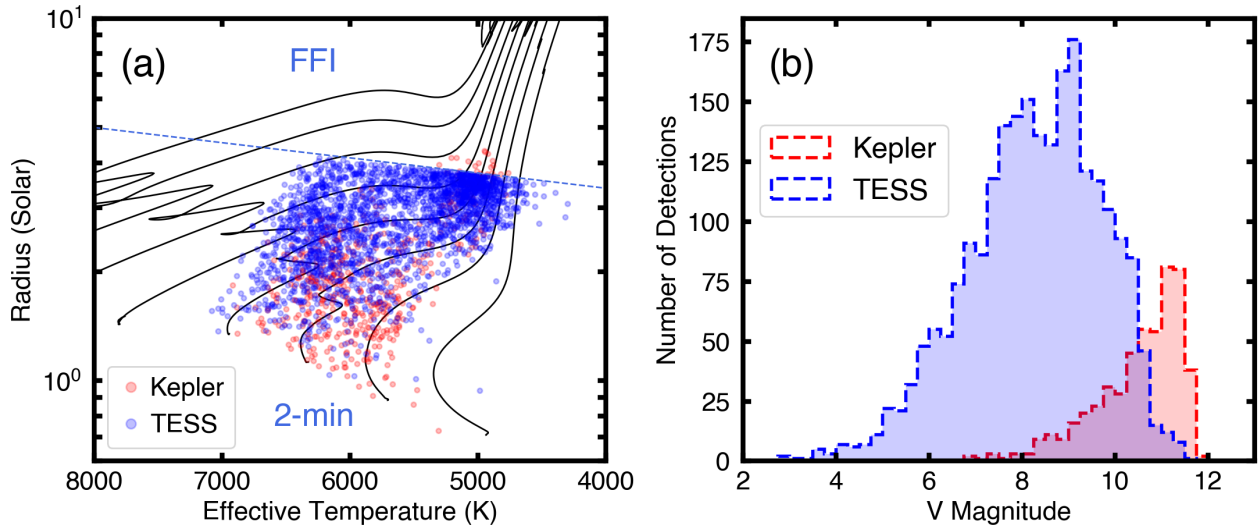 (a)
FFI
2-min
Kepler
TESS
10¹
10⁰
Radius (Solar)
8000 7000 6000 5000 4000
Effective Temperature (K)
(b)
Kepler
TESS
175
150
125
100
75
50
25
0
Number of Detections
2 4 6 8 10 12
V Magnitude